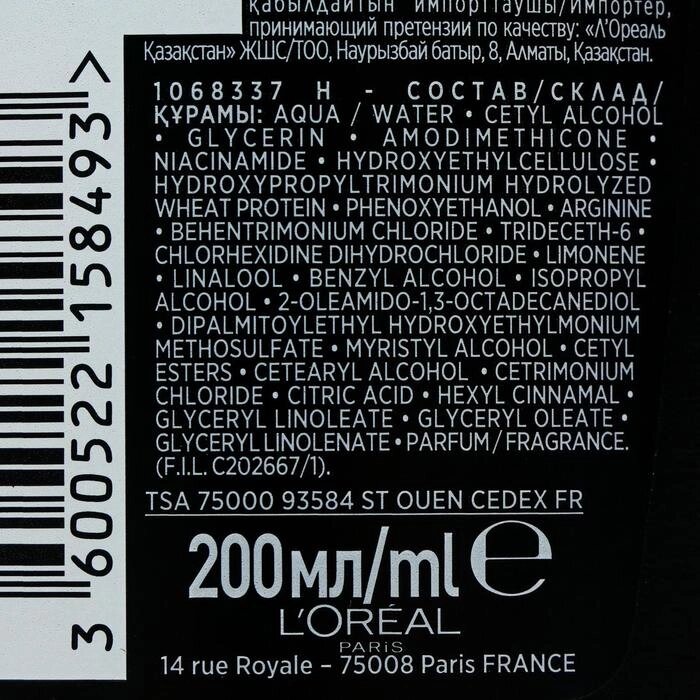 қабылдайтын импорттаушы/Импортер,
принимающий претензии по качеству: «Л’Ореаль
Қазақстан» ЖШС/ТОО, Наурызбай батыр, 8, Алматы, Қазақстан.
1068337 H - СОСТАВ/СКЛАД/
ҚҰРАМЫ: AQUA / WATER • CETYL ALCOHOL
• GLYCERIN • AMODIMETHICONE •
NIACINAMIDE • HYDROXYETHYLCELLULOSE •
HYDROXYPROPYLTRIMONIUM HYDROLYZED
WHEAT PROTEIN • PHENOXYETHANOL • ARGININE
• BEHENTRIMONIUM CHLORIDE • TRIDECETH-6 •
CHLORHEXIDINE DIHYDROCHLORIDE • LIMONENE
• LINALOOL • BENZYL ALCOHOL • ISOPROPYL
ALCOHOL • 2-OLEAMIDO-1,3-OCTADECANEDIOL
• DIPALMITOYLETHYL HYDROXYETHYLMONIUM
METHOSULFATE • MYRISTYL ALCOHOL • CETYL
ESTERS • CETEARYL ALCOHOL • CETRIMONIUM
CHLORIDE • CITRIC ACID • HEXYL CINNAMAL •
GLYCERYL LINOLEATE • GLYCERYL OLEATE •
GLYCERYL LINOLENATE • PARFUM / FRAGRANCE.
(F.I.L. C202667/1).
TSA 75000 93584 ST OUEN CEDEX FR
200мл/ml e
L'ORÉAL
PARIS
14 rue Royale – 75008 Paris FRANCE
3 600522 158493 >